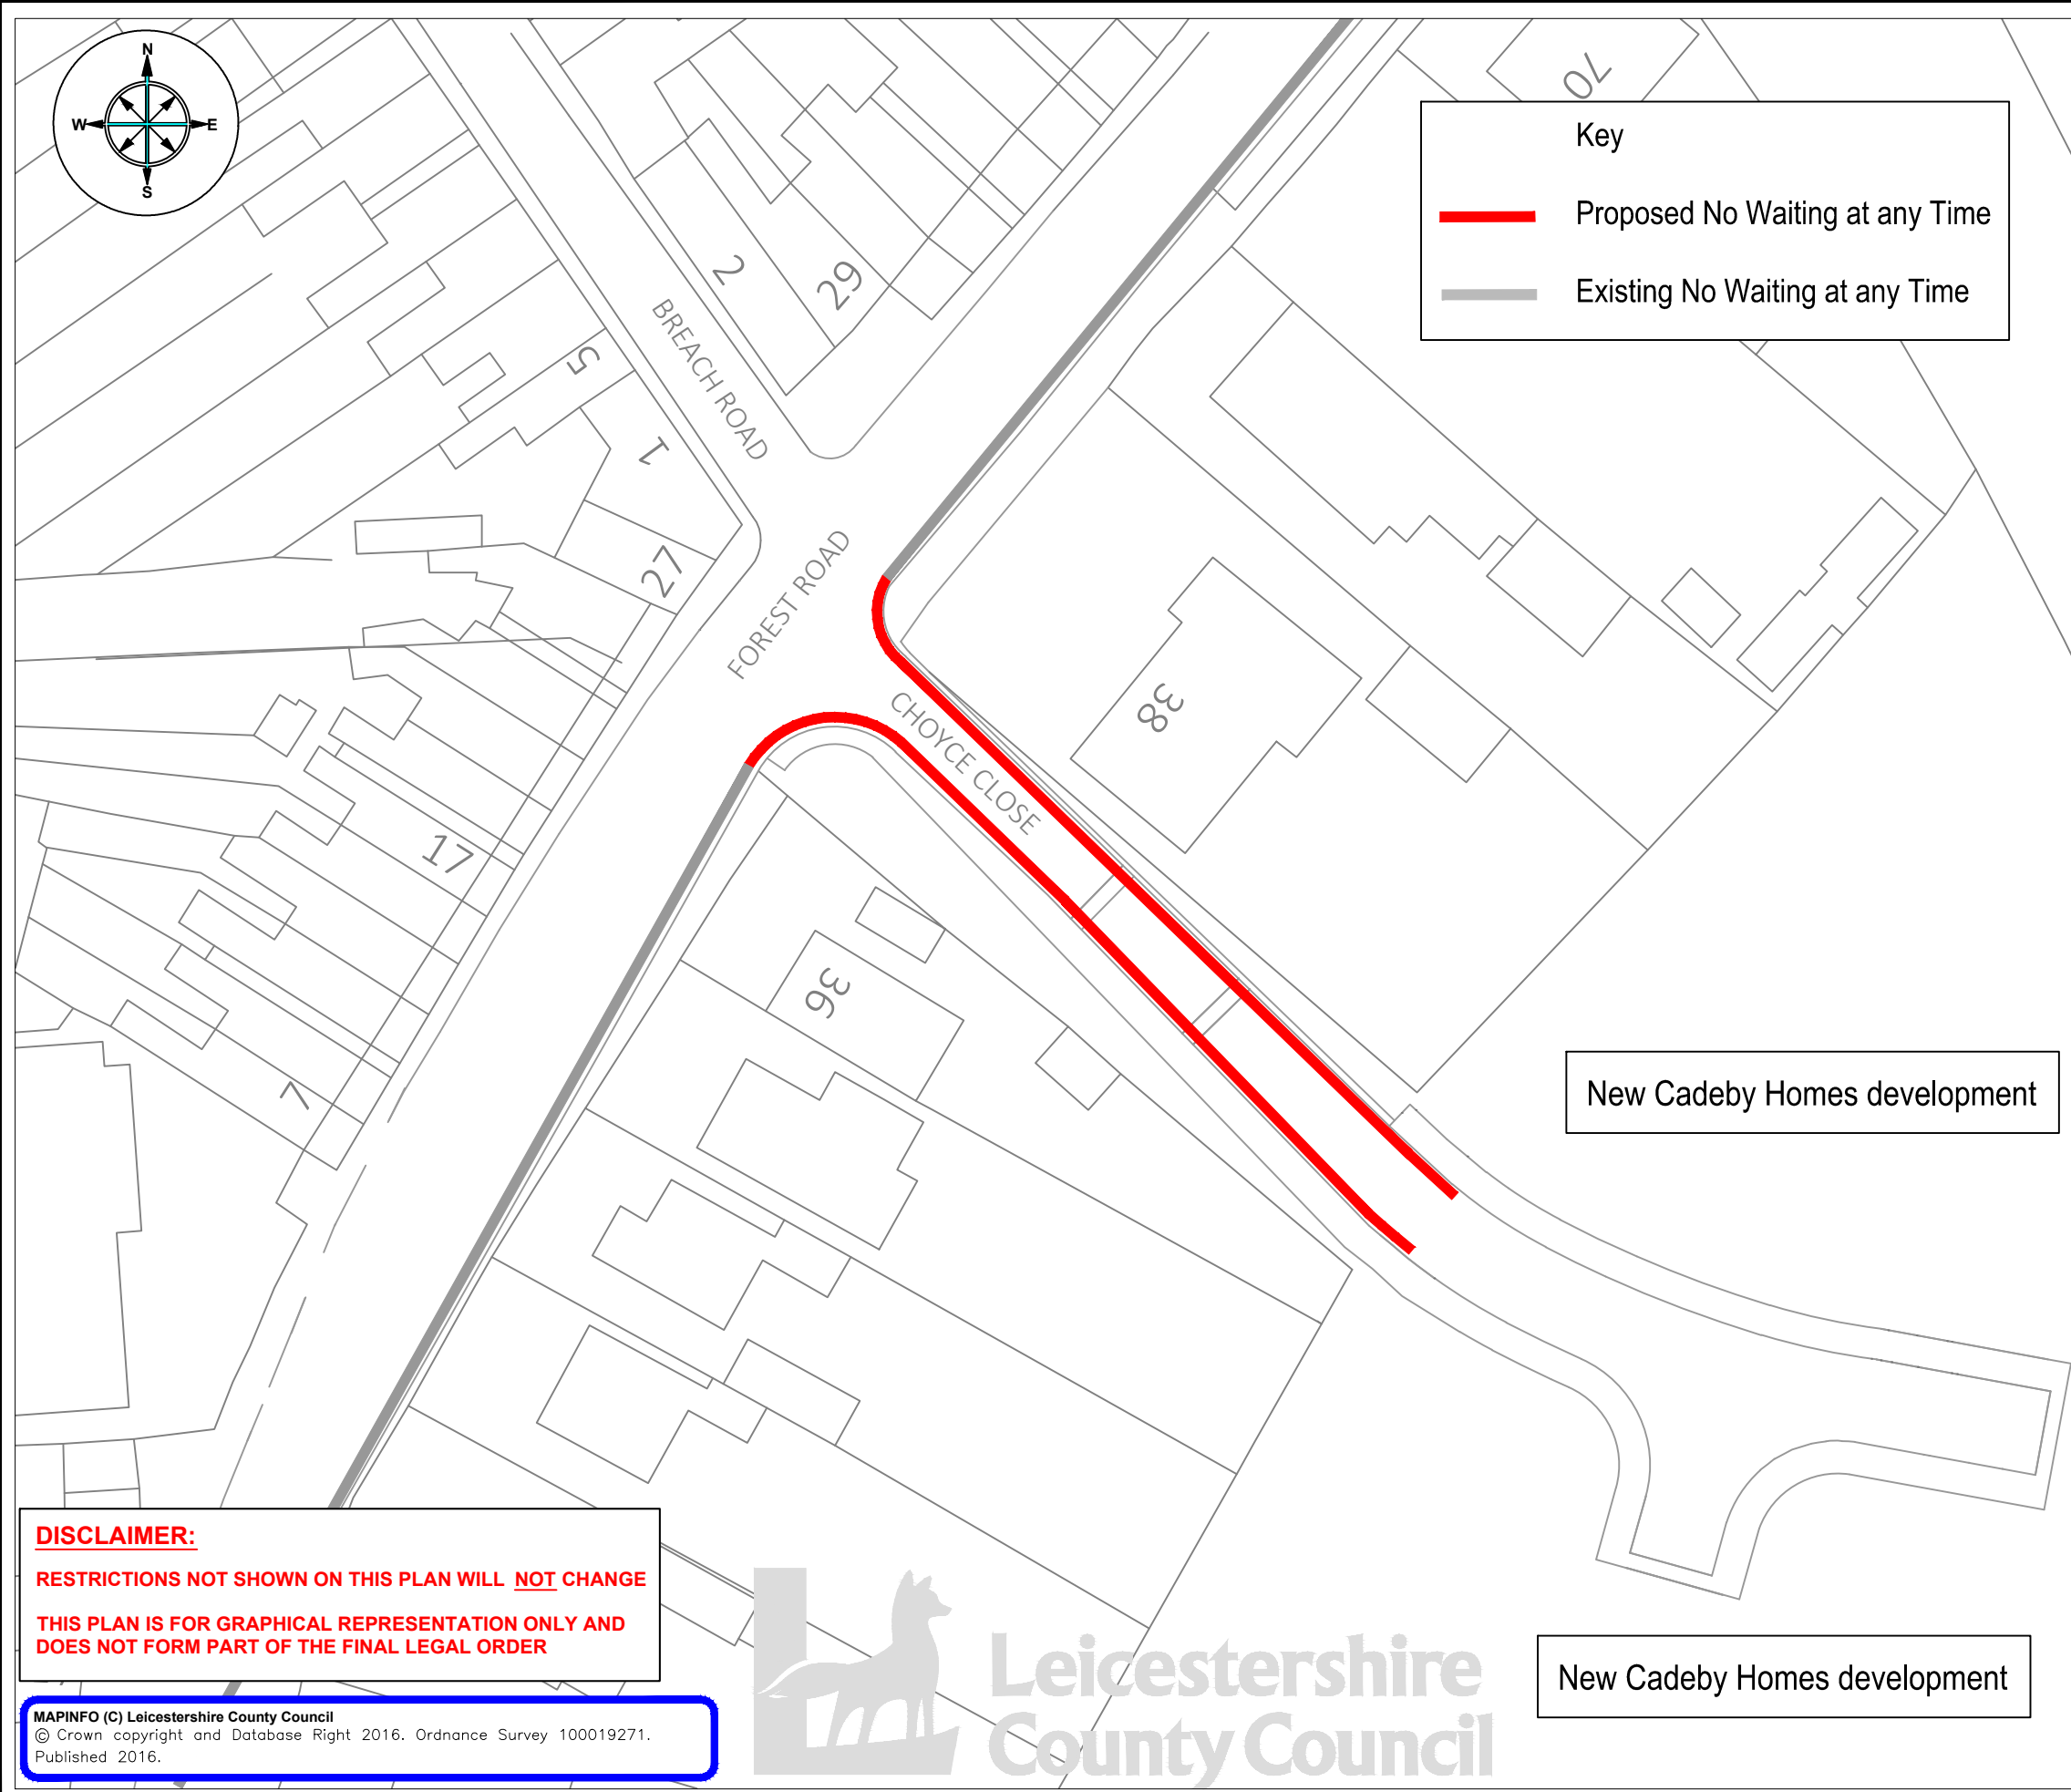 N
W E
S
70
Key
Proposed No Waiting at any Time
Existing No Waiting at any Time
2
29
BREACH ROAD
5
1
27
FOREST ROAD
38
CHOYCE CLOSE
17
36
7
New Cadeby Homes development
DISCLAIMER:
RESTRICTIONS NOT SHOWN ON THIS PLAN WILL NOT CHANGE
THIS PLAN IS FOR GRAPHICAL REPRESENTATION ONLY AND
DOES NOT FORM PART OF THE FINAL LEGAL ORDER
New Cadeby Homes development
Leicestershire
County Council
MAPINFO (C) Leicestershire County Council
© Crown copyright and Database Right 2016. Ordnance Survey 100019271.
Published 2016.